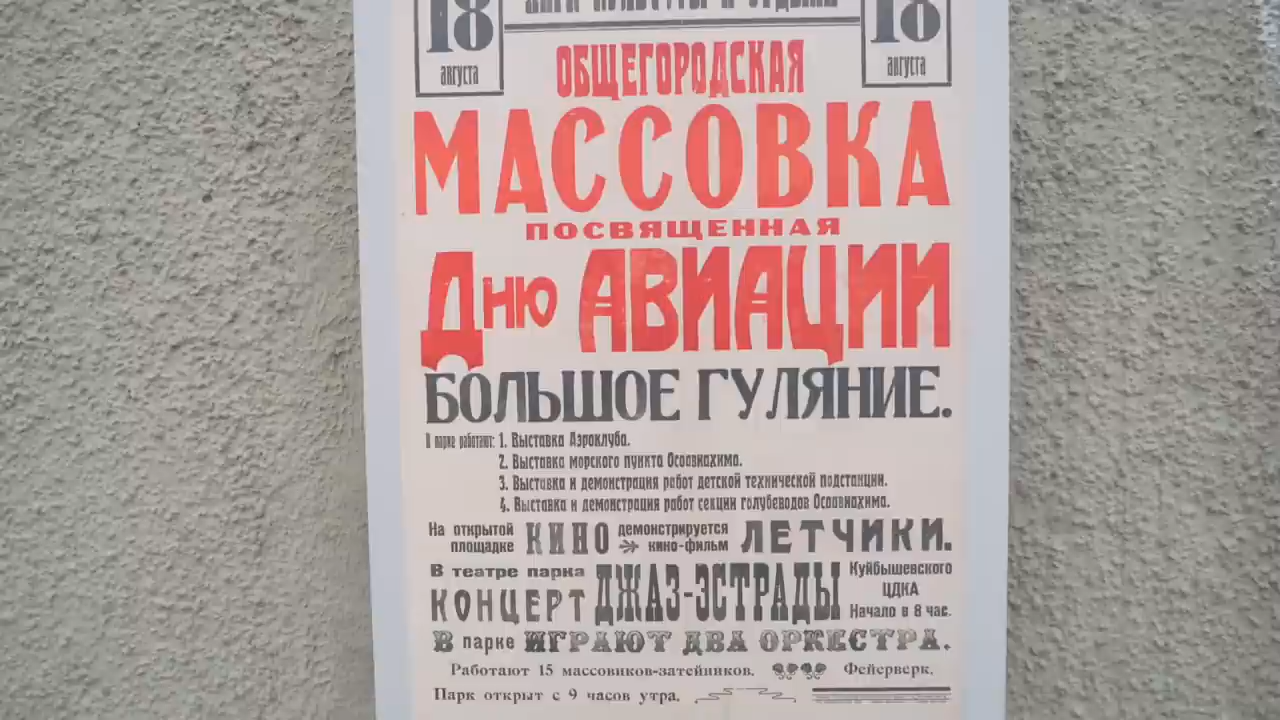 18 августа
18 августа
ОБЩЕГОРОДСКАЯ
МАССОВКА
ПОСВЯЩЕННАЯ
Дню АВИАЦИИ
БОЛЬШОЕ ГУЛЯНИЕ.
В парке работают: 1. Выставка Аэроклуба.
2. Выставка морского пункта Осоавиахима.
3. Выставка и демонстрация работ детской технической подстанции.
4. Выставка и демонстрация работ секции голубеводов Осоавиахима.
На открытой площадке КИНО демонстрируется кино-фильм ЛЕТЧИКИ.
В театре парка КОНЦЕРТ ДЖАЗ-ЭСТРАДЫ Куйбышевского ЦДКА Начало в 8 час.
В парке ИГРАЮТ ДВА ОРКЕСТРА.
Работают 15 массовиков-затейников. Фейерверк.
Парк открыт с 9 часов утра.